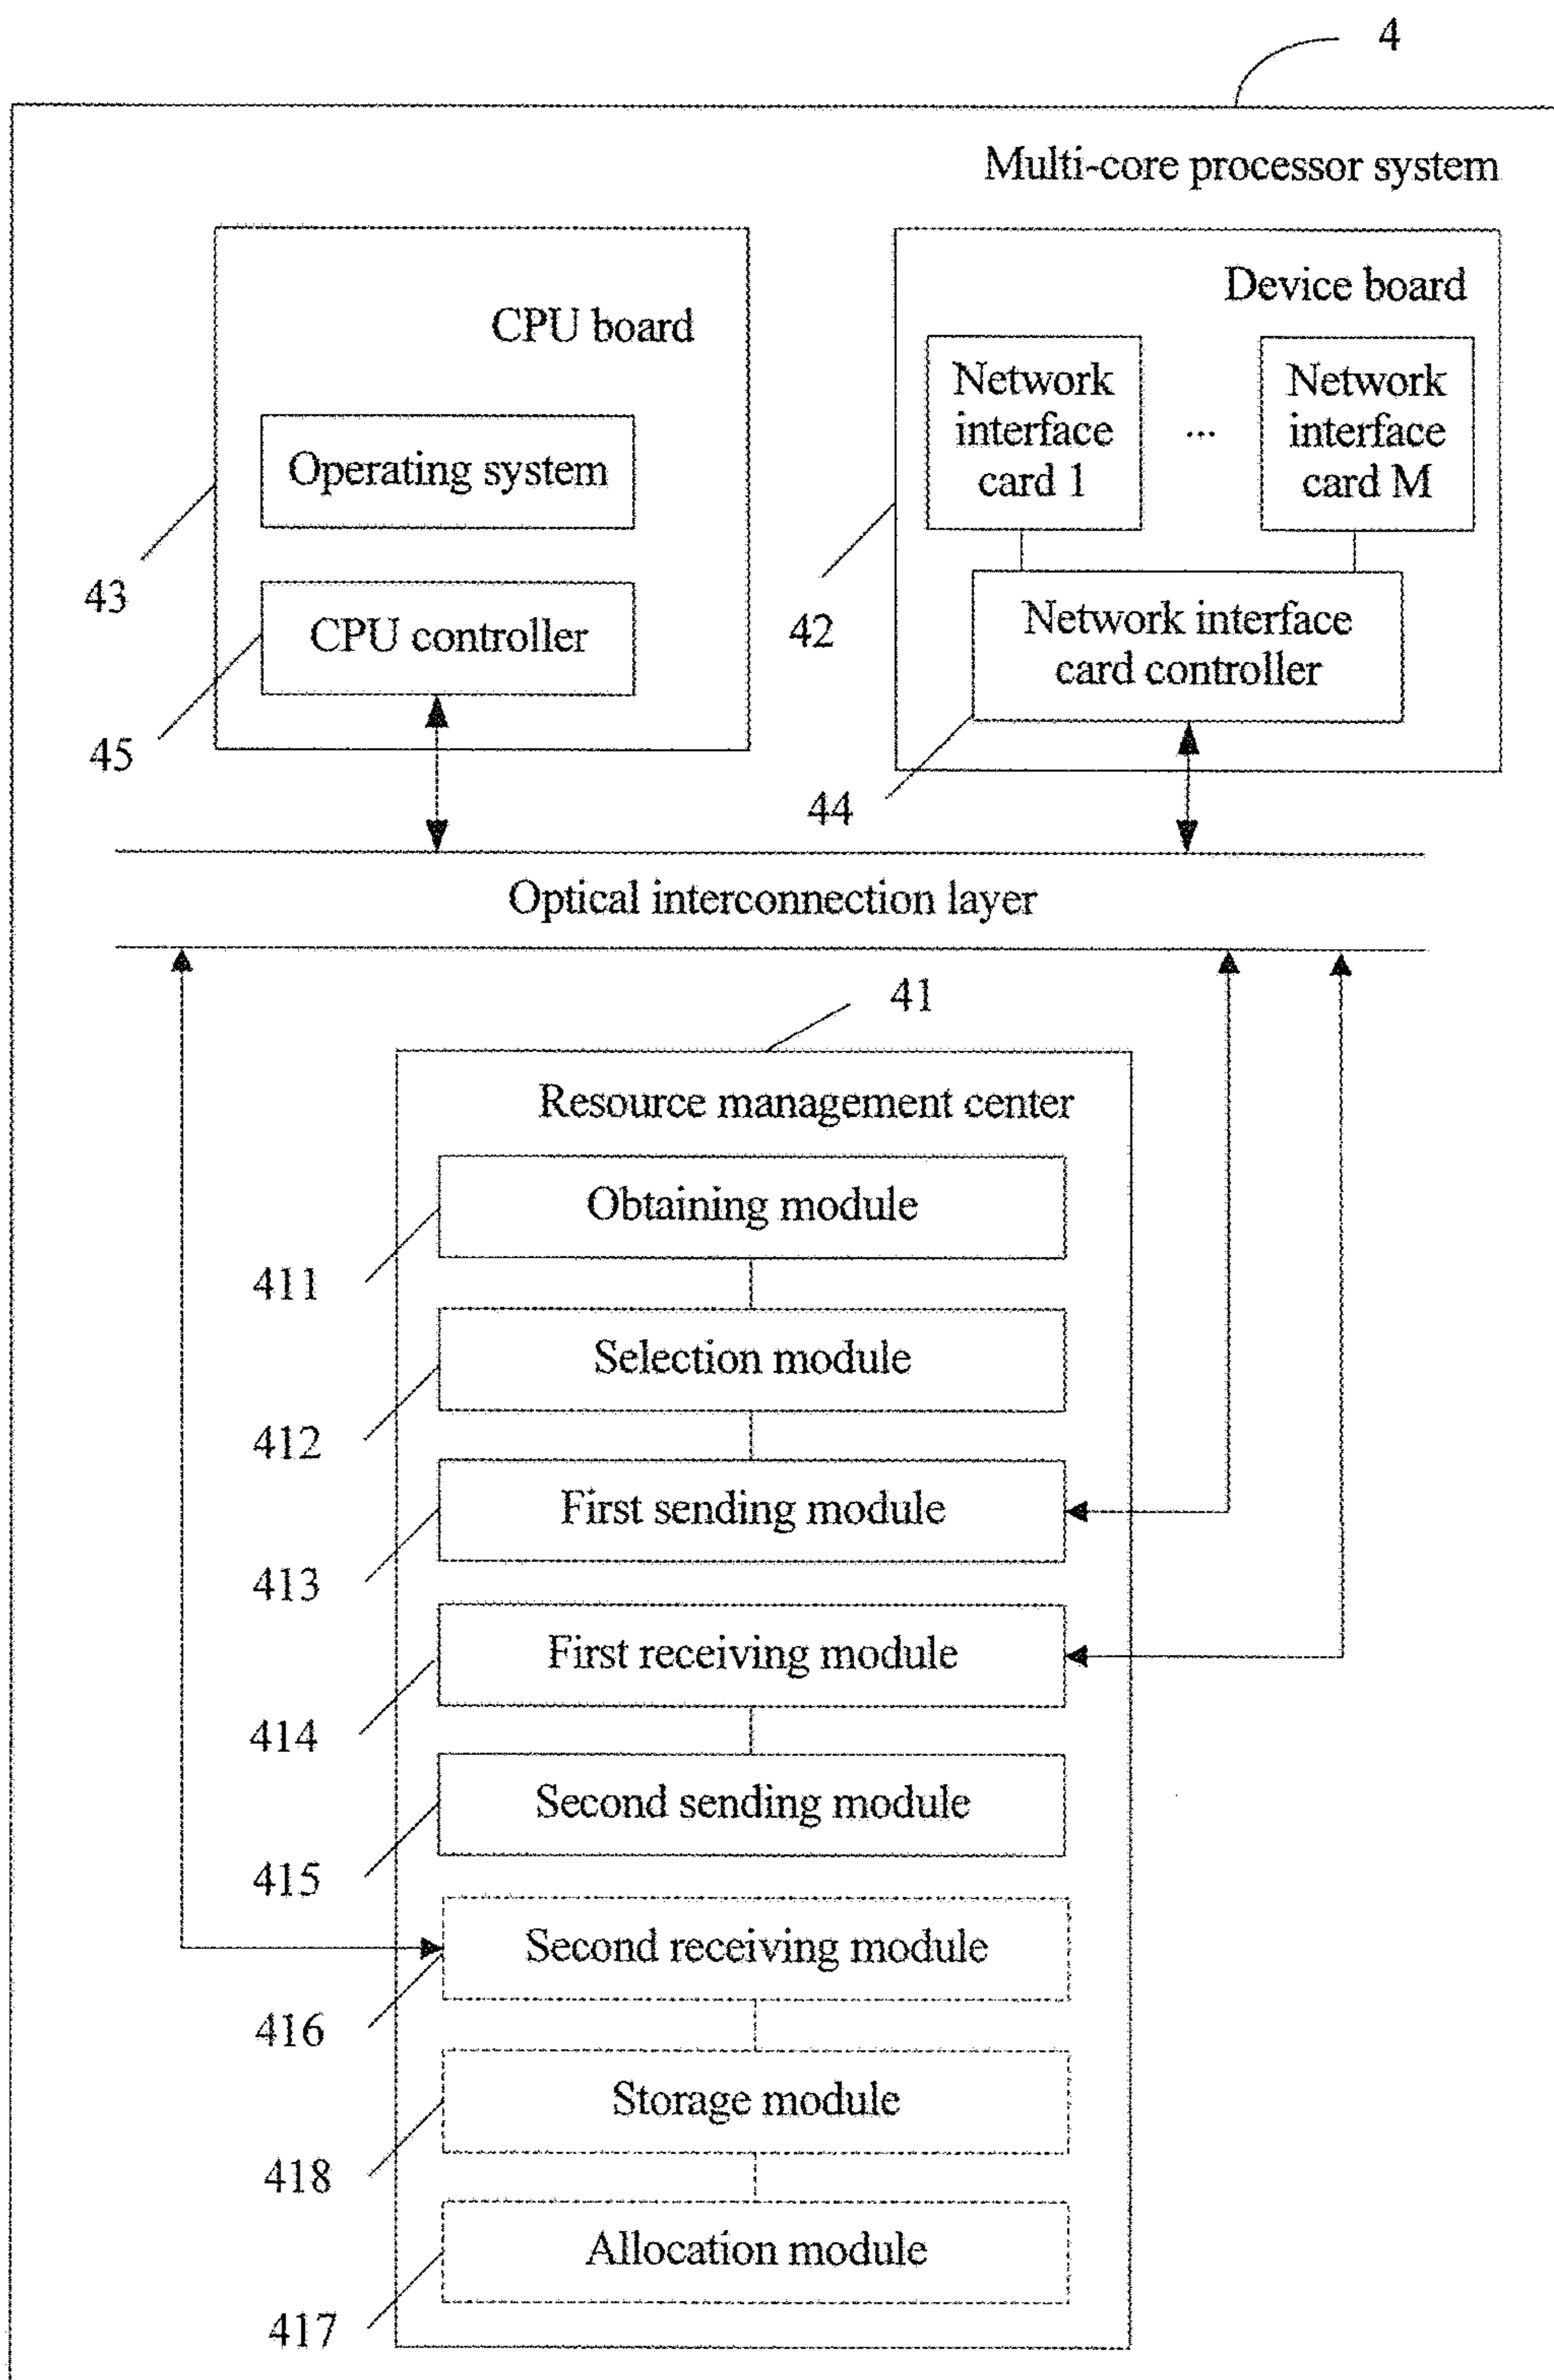 4
Multi-core processor system
CPU board
Operating system
CPU controller
43
45
Device board
Network
interface
card 1
...
Network
interface
card M
Network interface
card controller
42
44
Optical interconnection layer
41
Resource management center
Obtaining module
411
Selection module
412
First sending module
413
First receiving module
414
Second sending module
415
Second receiving module
416
Storage module
418
Allocation module
417